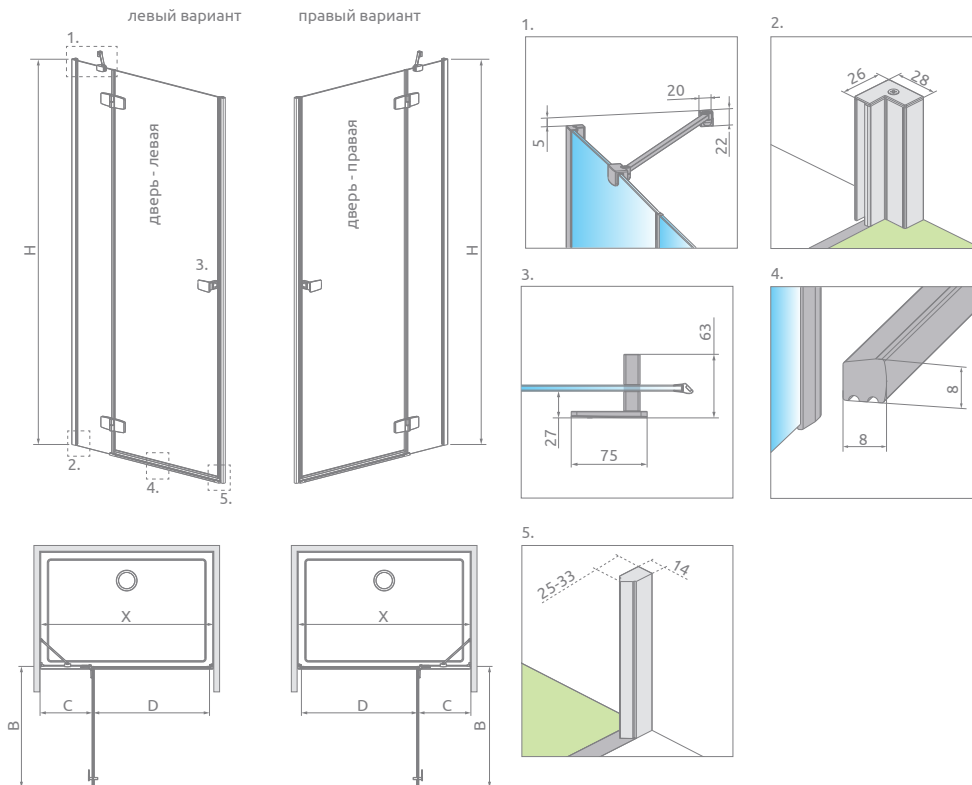 левый вариант
правый вариант
1.
дверь - левая
H
3.
2.
4.
5.
дверь - правая
H
1.
20
5
22
2.
26
28
3.
63
27
75
4.
8
8
X
C
D
B
X
D
C
B
5.
25-33
14